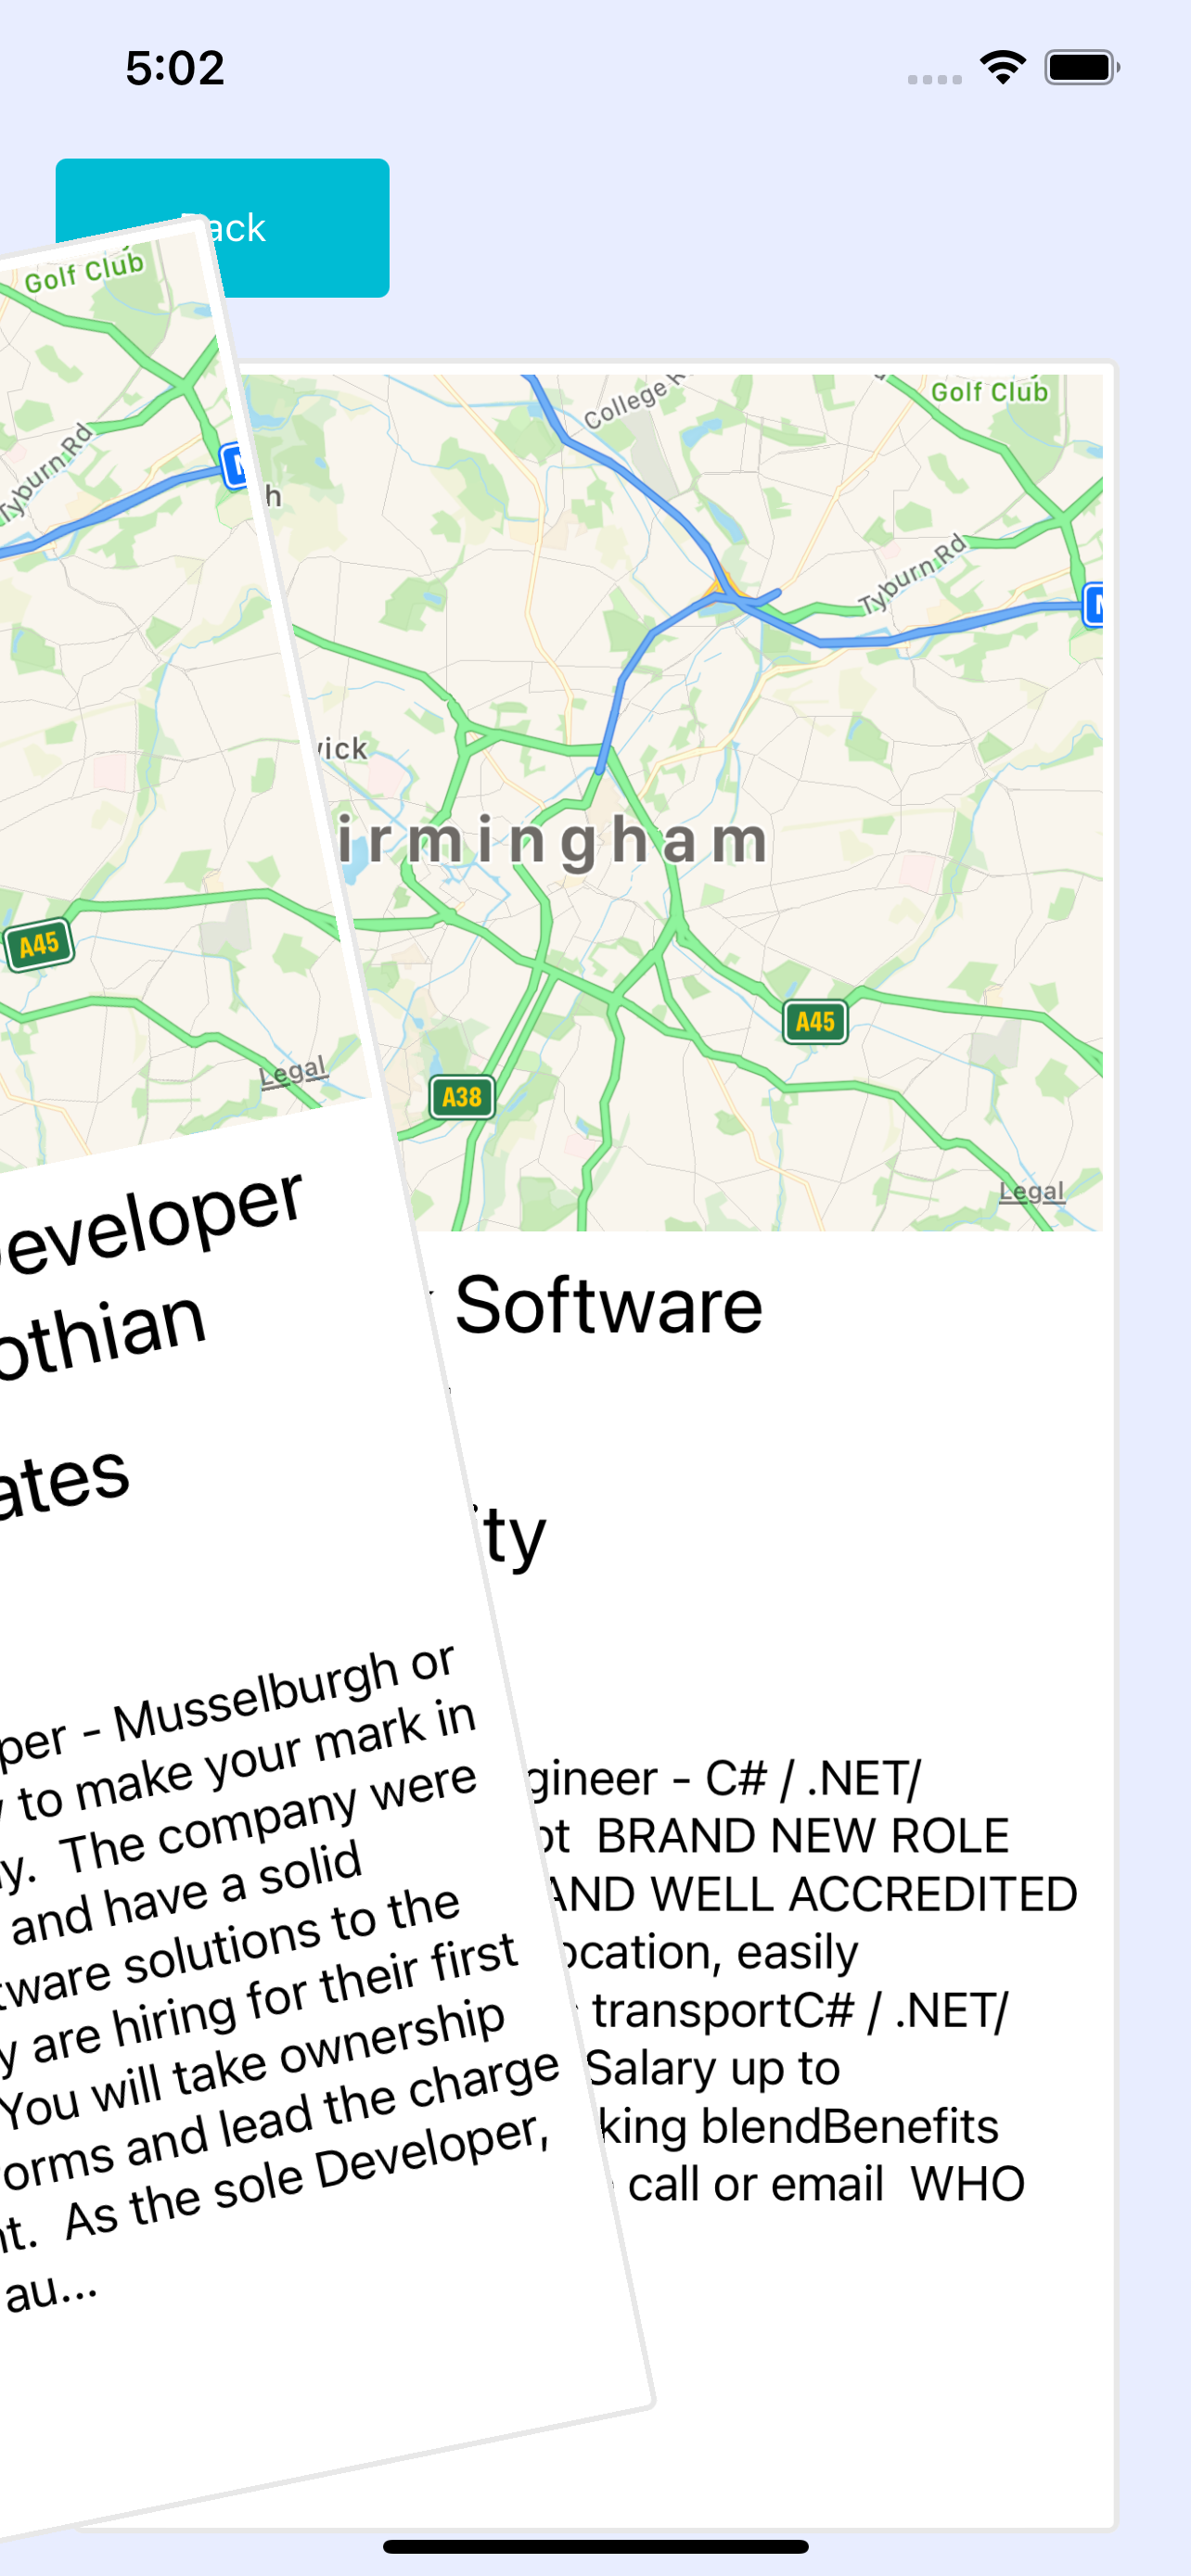 5:02
Back
Golf Club
Tyburn Rd
A45
Legal
eveloper
othian
ates
per - Musselburgh or
to make your mark in
y. The company were
and have a solid
tware solutions to the
y are hiring for their first
You will take ownership
orms and lead the charge
nt. As the sole Developer,
au...
College R
Golf Club
h
Tyburn Rd
wick
irmingham
A45
A38
Legal
Software
ty
gineer - C# / .NET/
pt BRAND NEW ROLE
AND WELL ACCREDITED
ocation, easily
transportC# / .NET/
Salary up to
king blendBenefits
call or email WHO